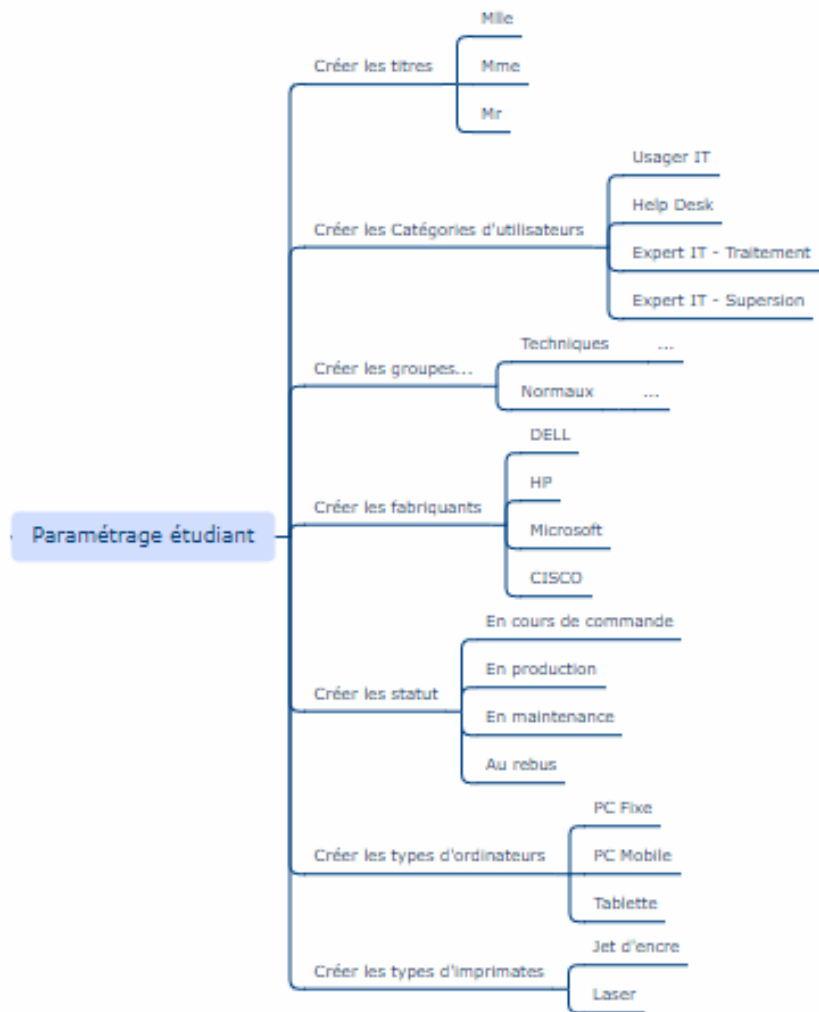 Paramétrage étudiant
Créer les titres
Mlle
Mme
Mr
Créer les Catégories d'utilisateurs
Usager IT
Help Desk
Expert IT - Traitement
Expert IT - Supersion
Créer les groupes...
Techniques ...
Normaux ...
Créer les fabriquants
DELL
HP
Microsoft
CISCO
Créer les statut
En cours de commande
En production
En maintenance
Au rebus
Créer les types d'ordinateurs
PC Fixe
PC Mobile
Tablette
Créer les types d'imprimates
Jet d'encre
Laser